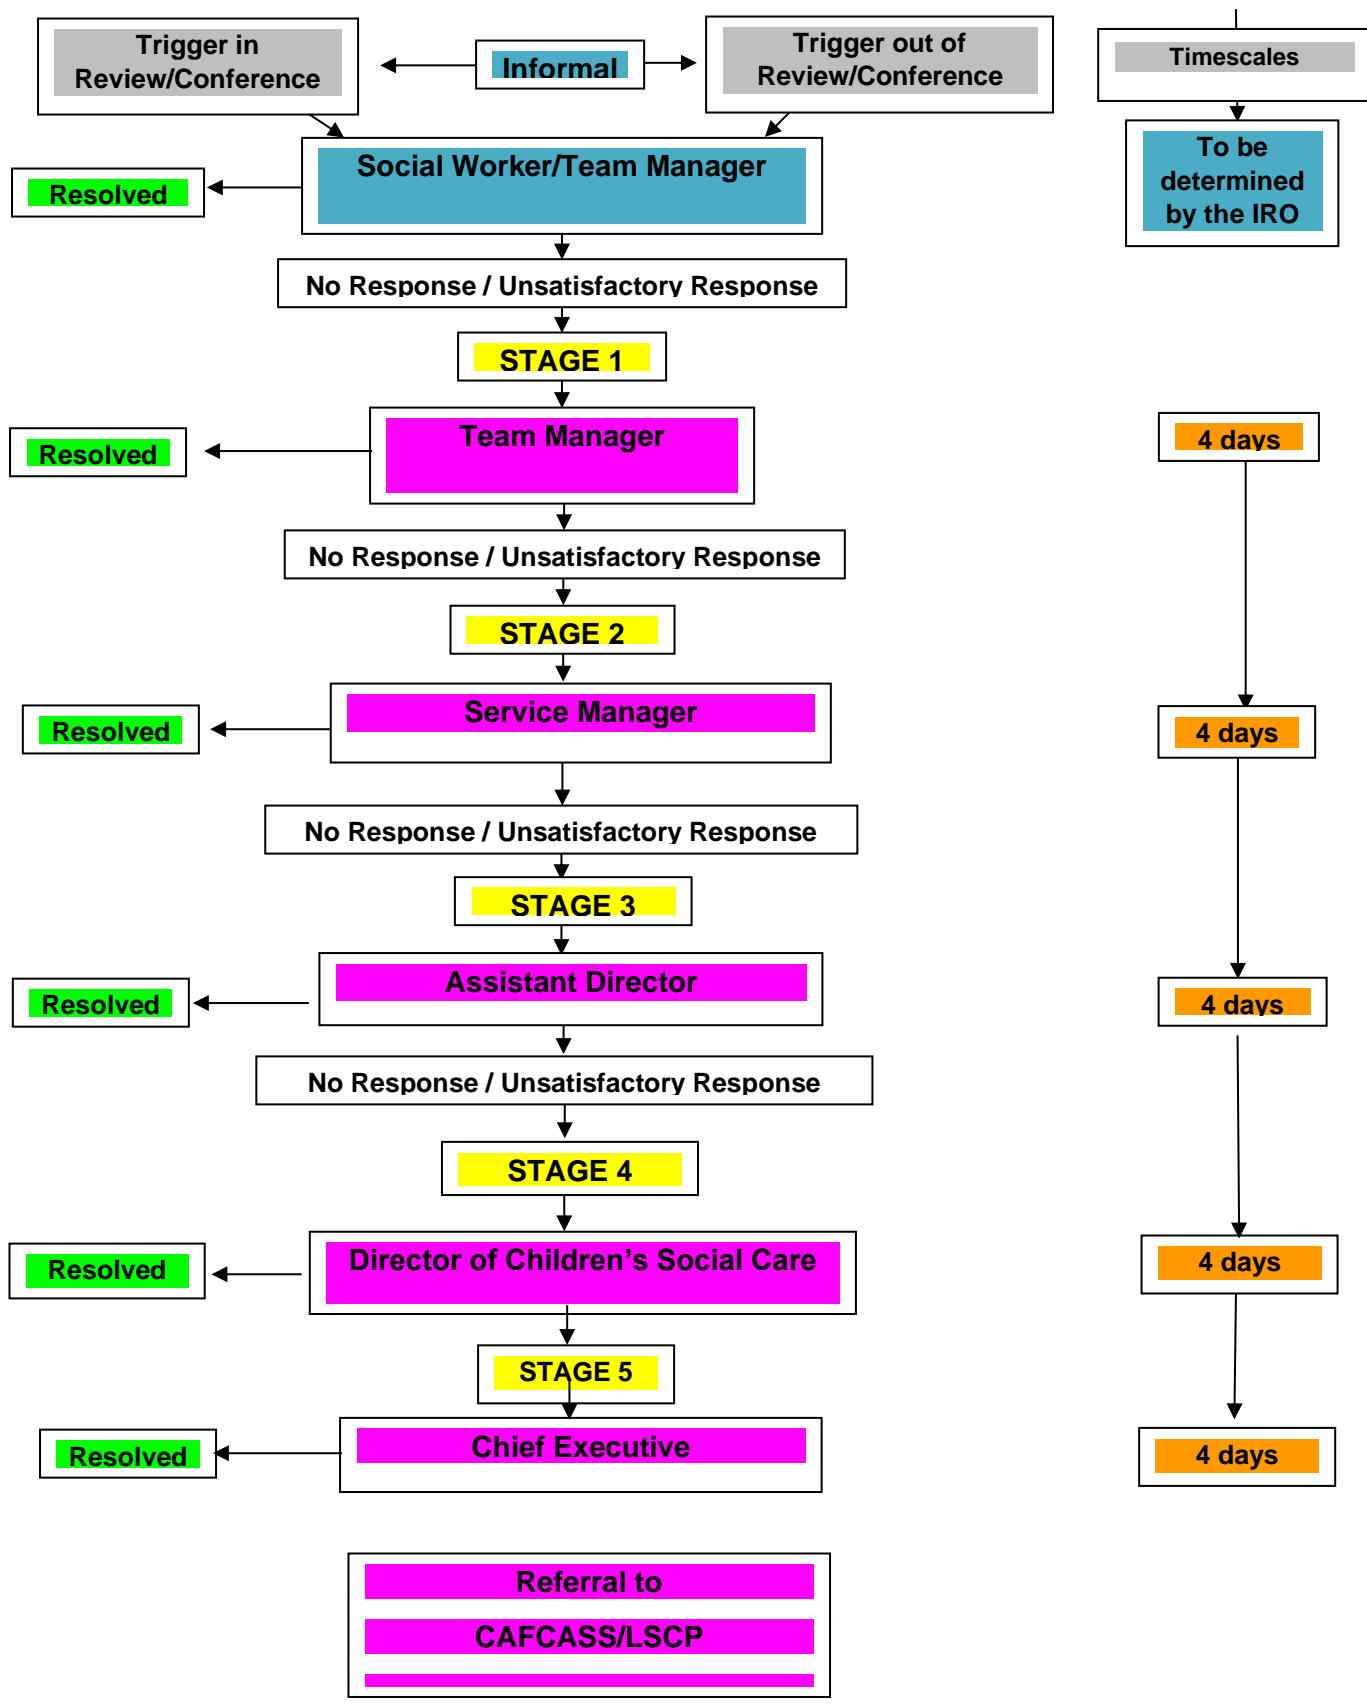 Trigger in
Review/Conference
Informal
Trigger out of
Review/Conference
Timescales
Social Worker/Team Manager
Resolved
To be
determined
by the IRO
No Response / Unsatisfactory Response
STAGE 1
Team Manager
Resolved
4 days
No Response / Unsatisfactory Response
STAGE 2
Service Manager
Resolved
4 days
No Response / Unsatisfactory Response
STAGE 3
Assistant Director
Resolved
4 days
No Response / Unsatisfactory Response
STAGE 4
Director of Children’s Social Care
Resolved
4 days
STAGE 5
Chief Executive
Resolved
4 days
Referral to
CAFCASS/LSCP